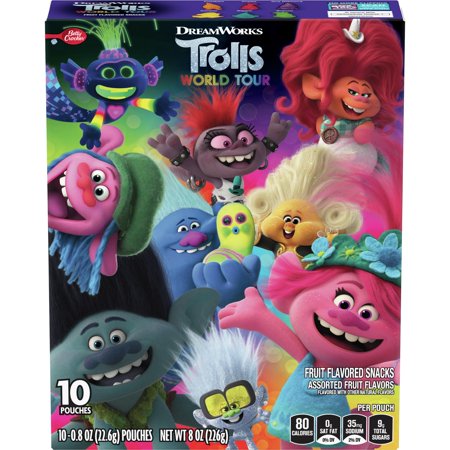 Betty
Crocker
DREAMWORKS
Trolls
WORLD TOUR
10
POUCHES
10-0.8 OZ (22.6g) POUCHES NET WT 8 OZ (226g)
FRUIT FLAVORED SNACKS
ASSORTED FRUIT FLAVORS
FLAVORED WITH OTHER NATURAL FLAVORS
PER POUCH
80
CALORIES
0g
SAT FAT
0% DV
35mg
SODIUM
2% DV
9g
TOTAL
SUGARS